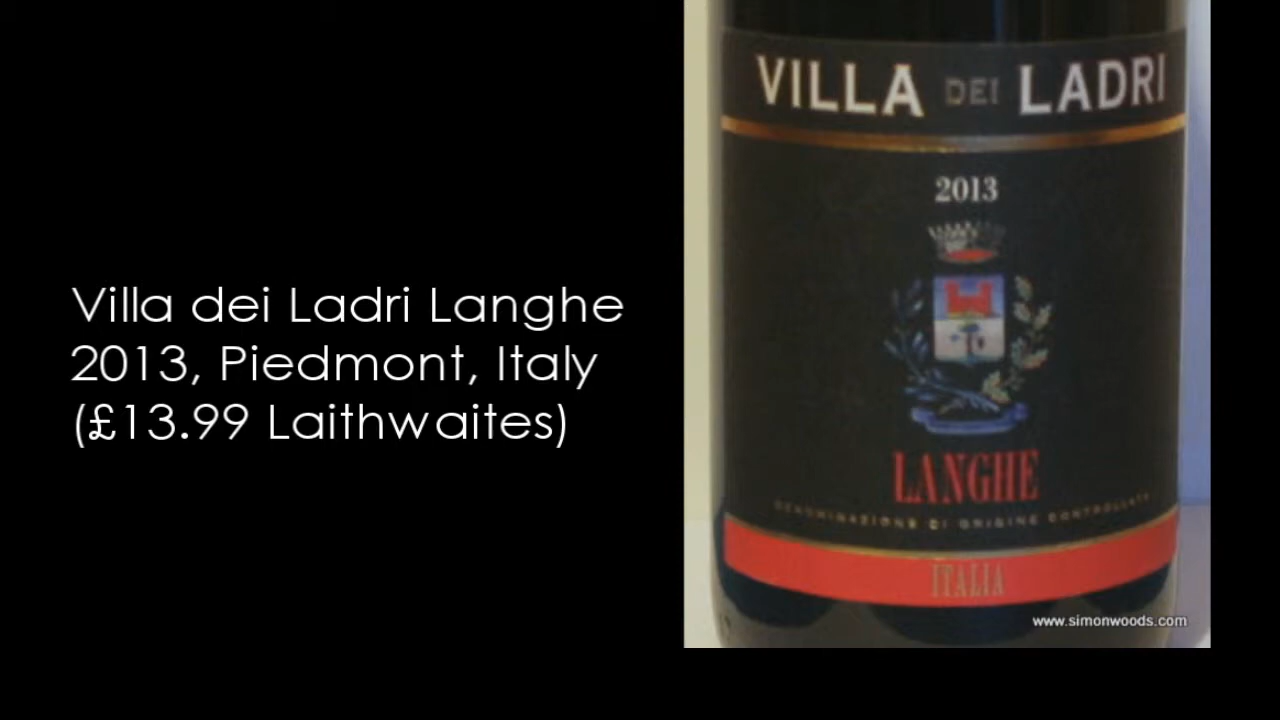 Villa dei Ladri Langhe
2013, Piedmont, Italy
(£13.99 Laithwaites)
VILLA DEI LADRI
2013
LANGHE
DENOMINAZIONE DI ORIGINE CONTROLLATA
ITALIA
www.simonwoods.com